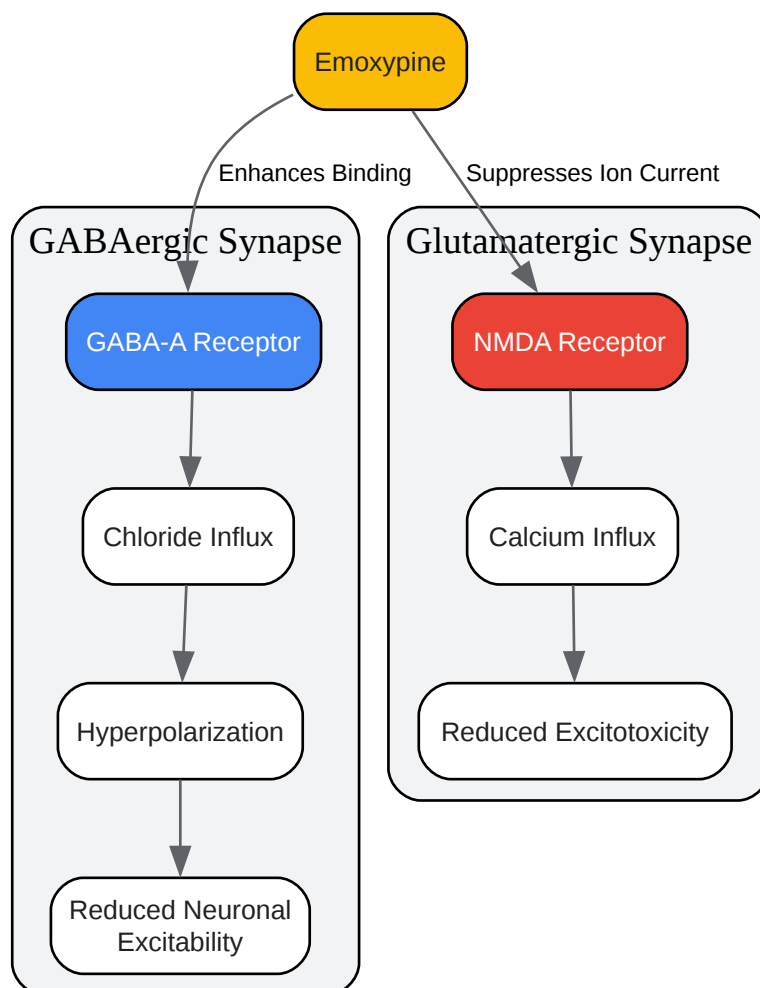 Emoxypine
Enhances Binding
Suppresses Ion Current
GABAergic Synapse
Glutamatergic Synapse
GABA-A Receptor
NMDA Receptor
Chloride Influx
Calcium Influx
Hyperpolarization
Reduced Excitotoxicity
Reduced Neuronal
Excitability